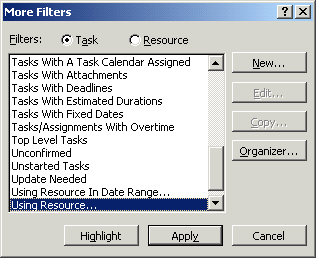 More Filters
Filters: Task Resource
Tasks With A Task Calendar Assigned
Tasks With Attachments
Tasks With Deadlines
Tasks With Estimated Durations
Tasks With Fixed Dates
Tasks/Assignments With Overtime
Top Level Tasks
Unconfirmed
Unstarted Tasks
Update Needed
Using Resource In Date Range...
Using Resource...
New...
Edit...
Copy...
Organizer...
Highlight Apply Cancel